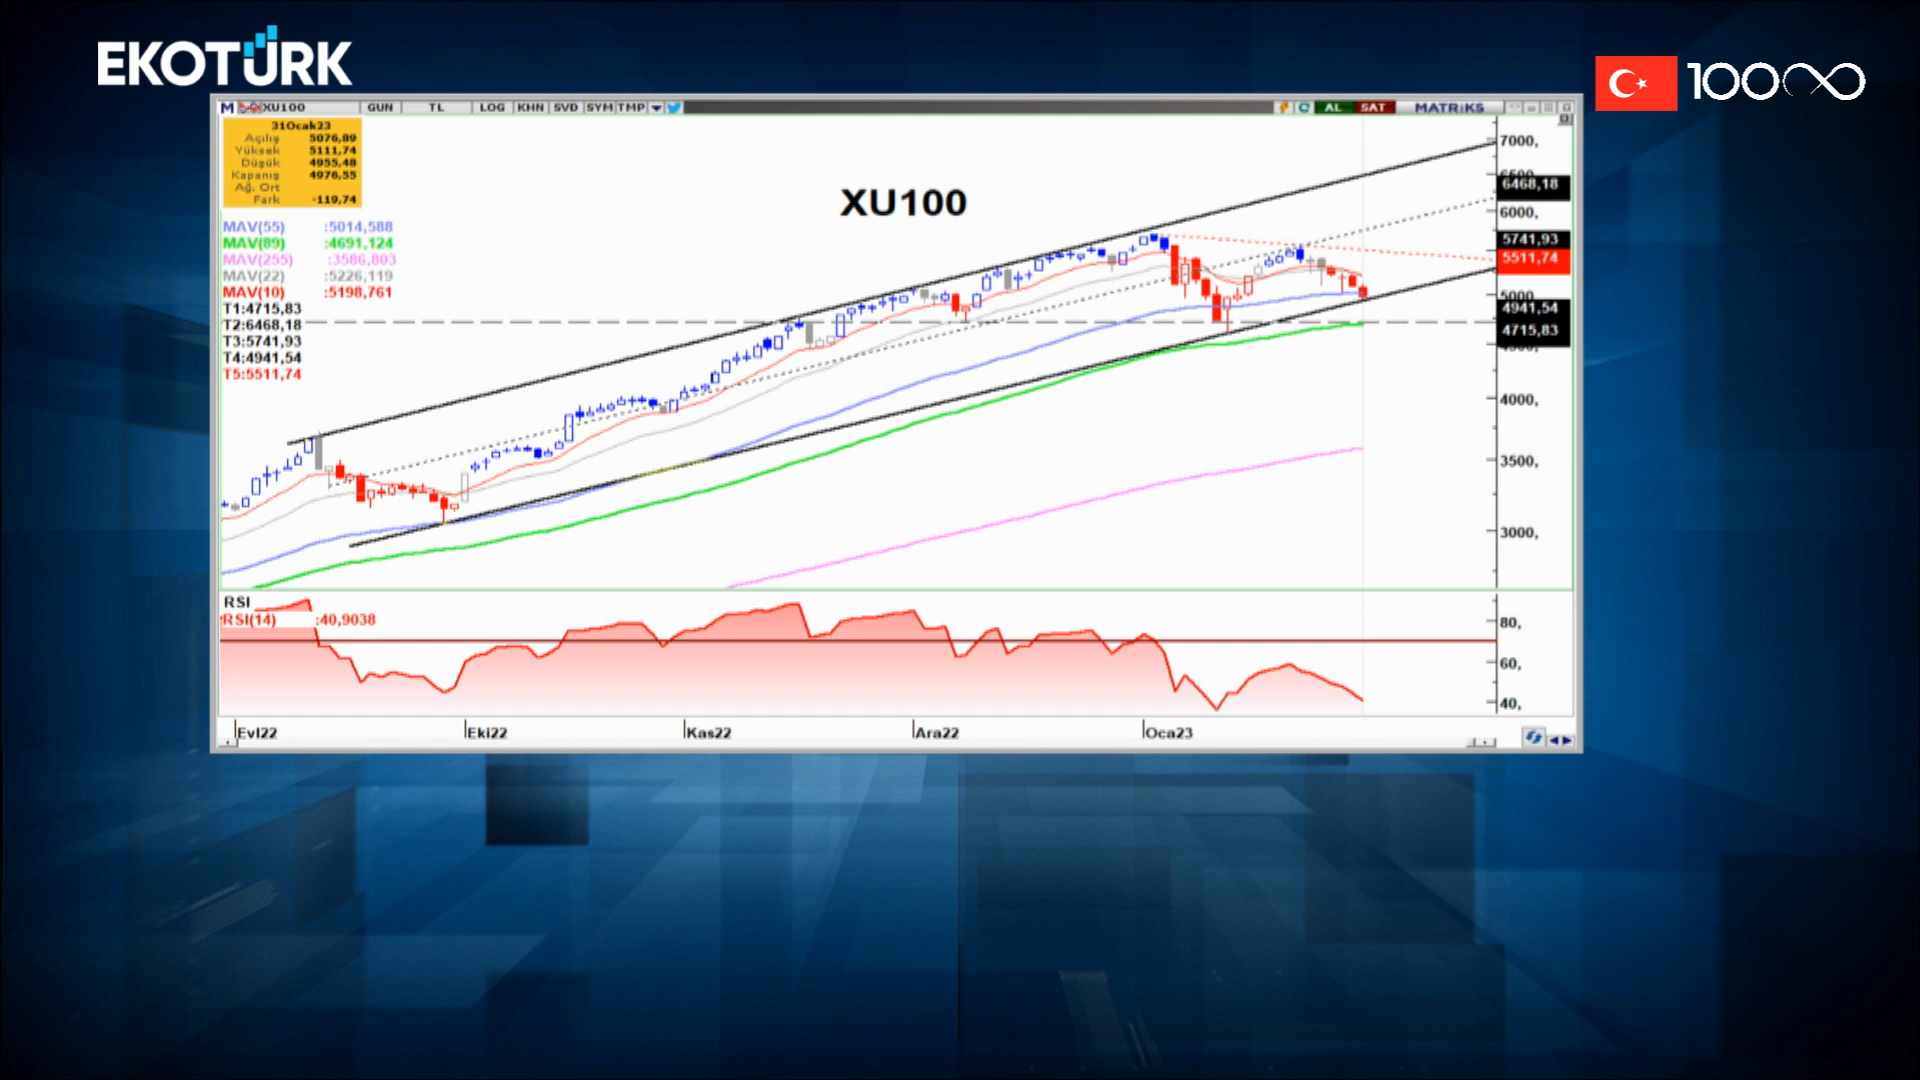 EKOTÜRK
100
M XU100 GUN TL LOG KHN SVD SYM TMP AL SAT MATRiKS
31Ocak23
Açılış 5076,89
Yüksek 5111,74
Düşük 4955,48
Kapanış 4976,55
Ağ. Ort
Fark -119,74
XU100
MAV(55) :5014,588
MAV(89) :4691,124
MAV(255) :3586,803
MAV(22) :5226,119
MAV(10) :5198,761
T1:4715,83
T2:6468,18
T3:5741,93
T4:4941,54
T5:5511,74
7000,
6500,
6468,18
6000,
5741,93
5511,74
5000,
4941,54
4715,83
4500,
4000,
3500,
3000,
RSI
RSI(14) :40,9038
80,
60,
40,
Evl22 Eki22 Kas22 Ara22 Oca23